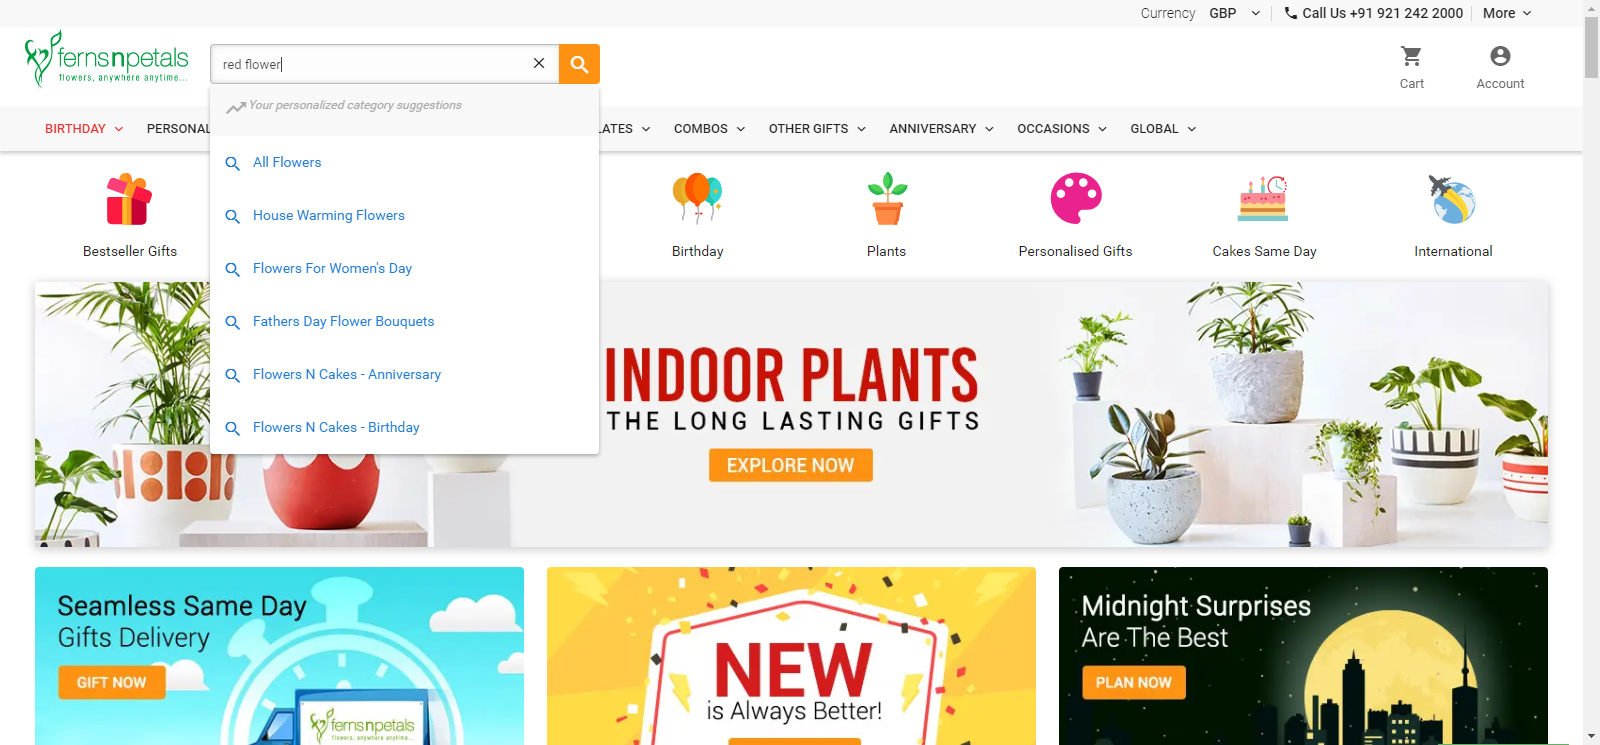 Currency GBP Call Us +91 921 242 2000 More
fernsnpetals
flowers, anywhere anytime...
red flower
Cart
Account
Your personalized category suggestions
BIRTHDAY PERSONAL LATES COMBOS OTHER GIFTS ANNIVERSARY OCCASIONS GLOBAL
All Flowers
House Warming Flowers
Flowers For Women's Day
Fathers Day Flower Bouquets
Flowers N Cakes - Anniversary
Flowers N Cakes - Birthday
Bestseller Gifts
Birthday
Plants
Personalised Gifts
Cakes Same Day
International
INDOOR PLANTS
THE LONG LASTING GIFTS
EXPLORE NOW
Seamless Same Day
Gifts Delivery
GIFT NOW
fernsnpetals
flowers, anywhere anytime...
NEW
is Always Better!
Midnight Surprises
Are The Best
PLAN NOW